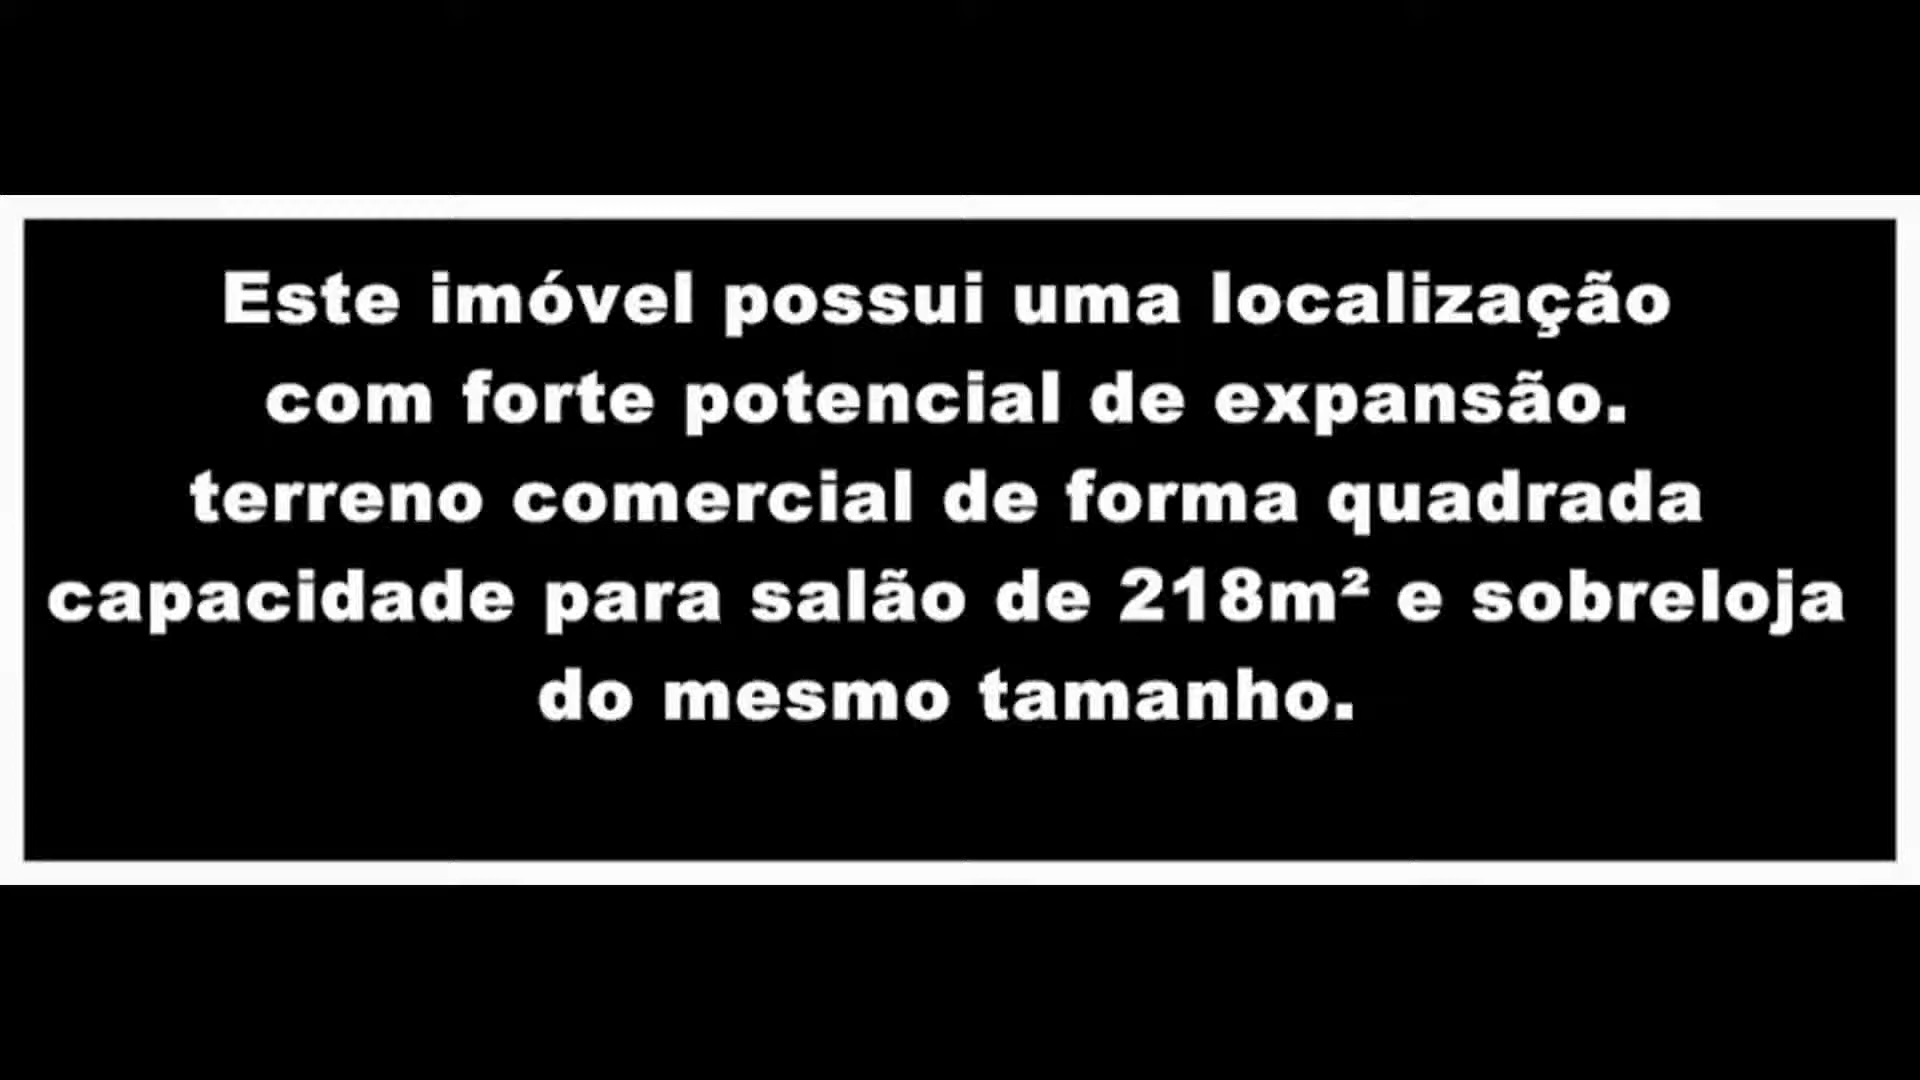 Este imóvel possui uma localização
com forte potencial de expansão.
terreno comercial de forma quadrada
capacidade para salão de 218m² e sobreloja
do mesmo tamanho.